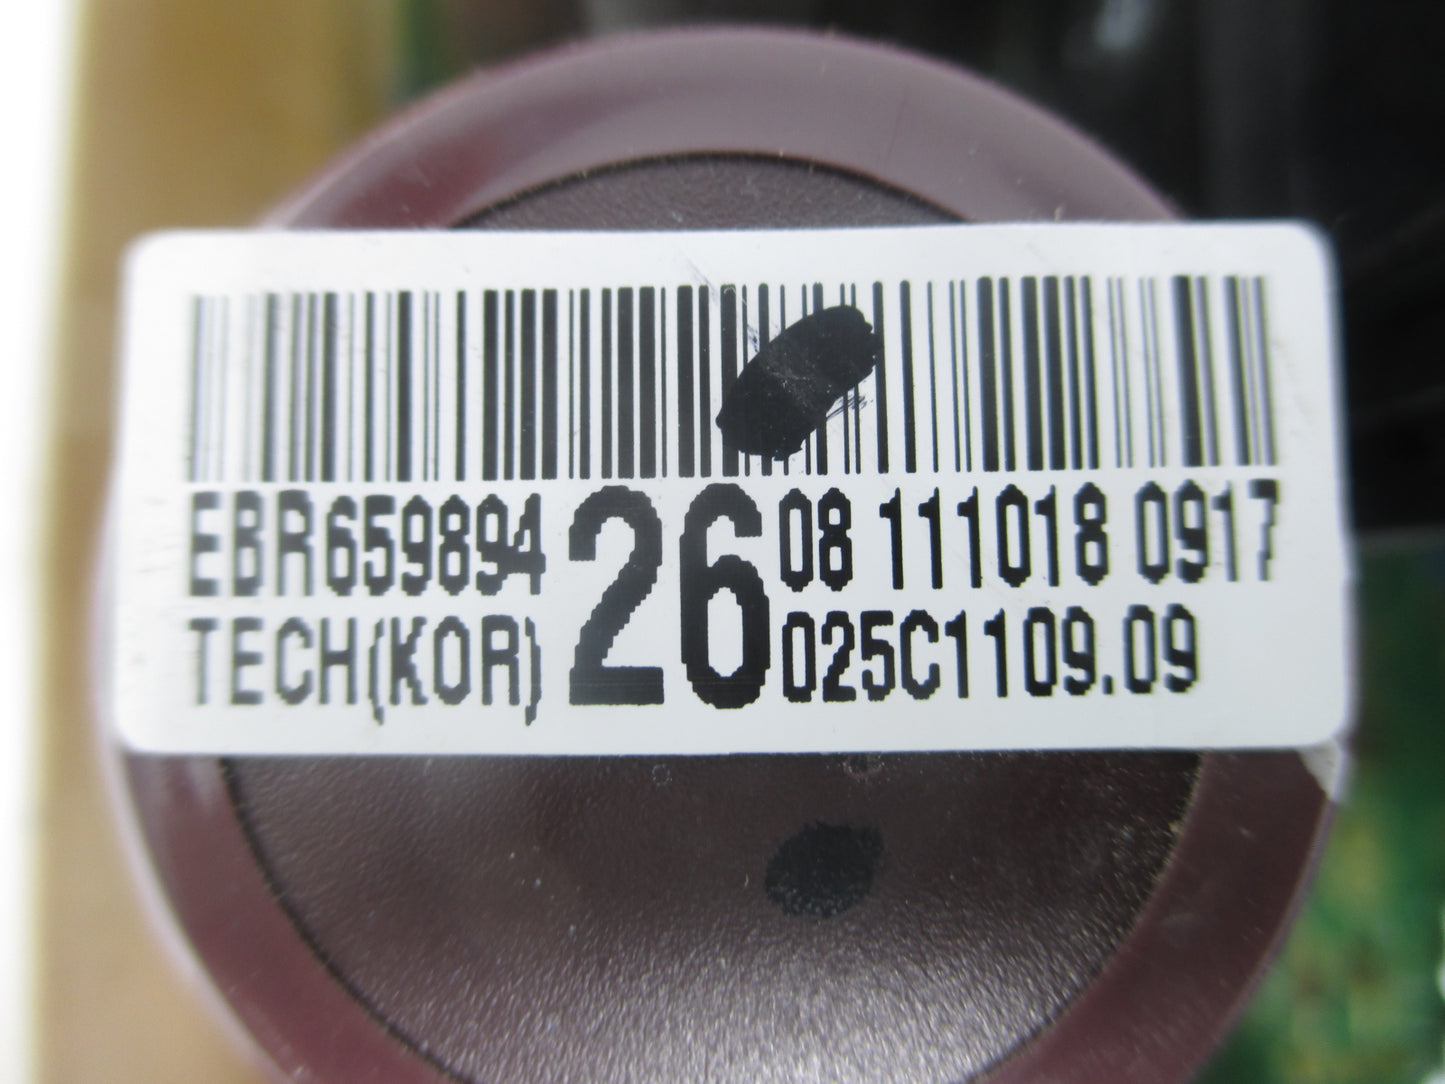 EBR659894 26 08 111018 0917
TECH(KOR) 025C1109.09